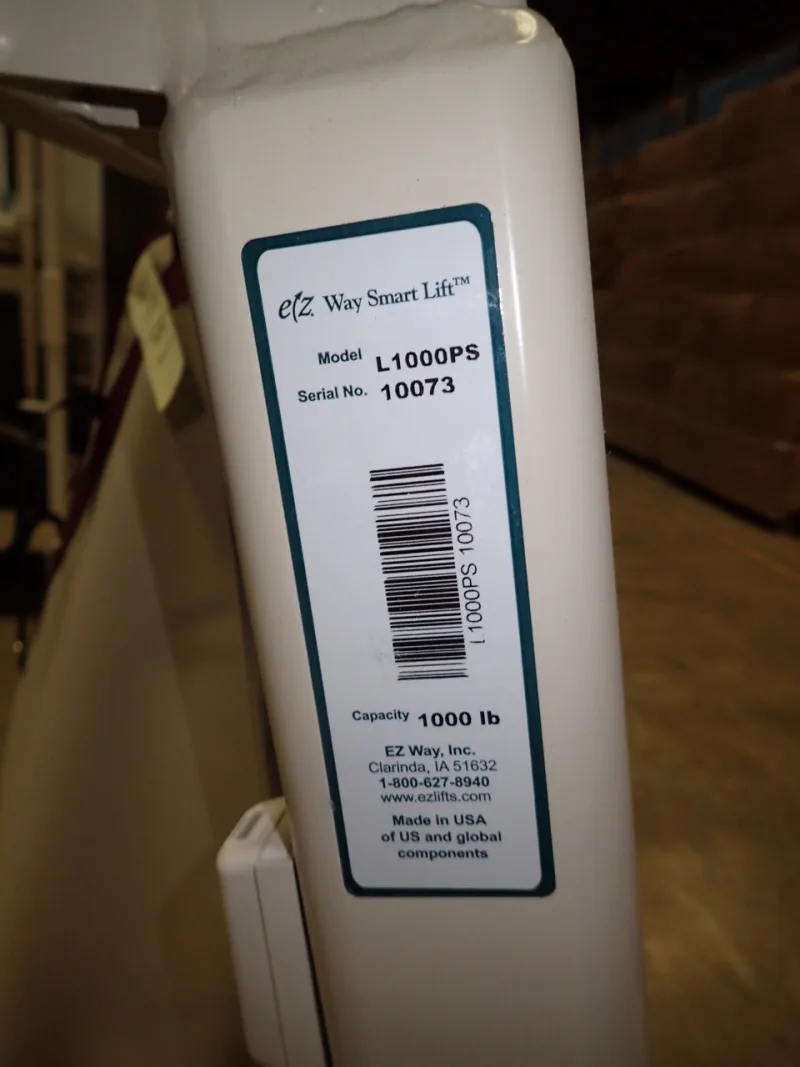 ez Way Smart Lift™
Model L1000PS
Serial No. 10073
L1000PS 10073
Capacity 1000 lb
EZ Way, Inc.
Clarinda, IA 51632
1-800-627-8940
www.ezlifts.com
Made in USA
of US and global
components